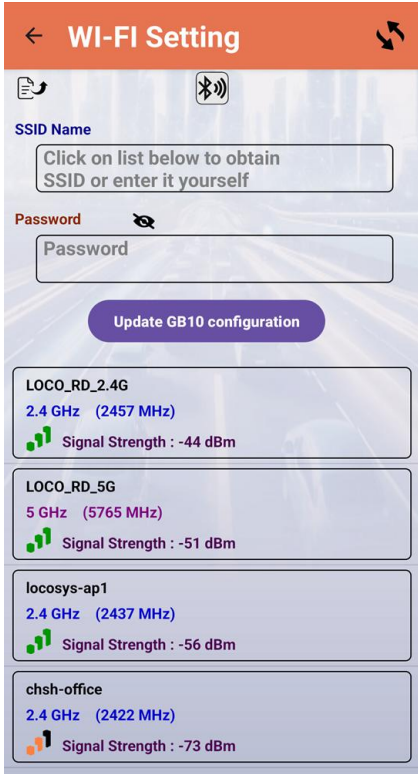 WI-FI Setting
SSID Name
Click on list below to obtain
SSID or enter it yourself
Password
Password
Update GB10 configuration
LOCO_RD_2.4G
2.4 GHz (2457 MHz)
Signal Strength : -44 dBm
LOCO_RD_5G
5 GHz (5765 MHz)
Signal Strength : -51 dBm
locosys-ap1
2.4 GHz (2437 MHz)
Signal Strength : -56 dBm
chsh-office
2.4 GHz (2422 MHz)
Signal Strength : -73 dBm